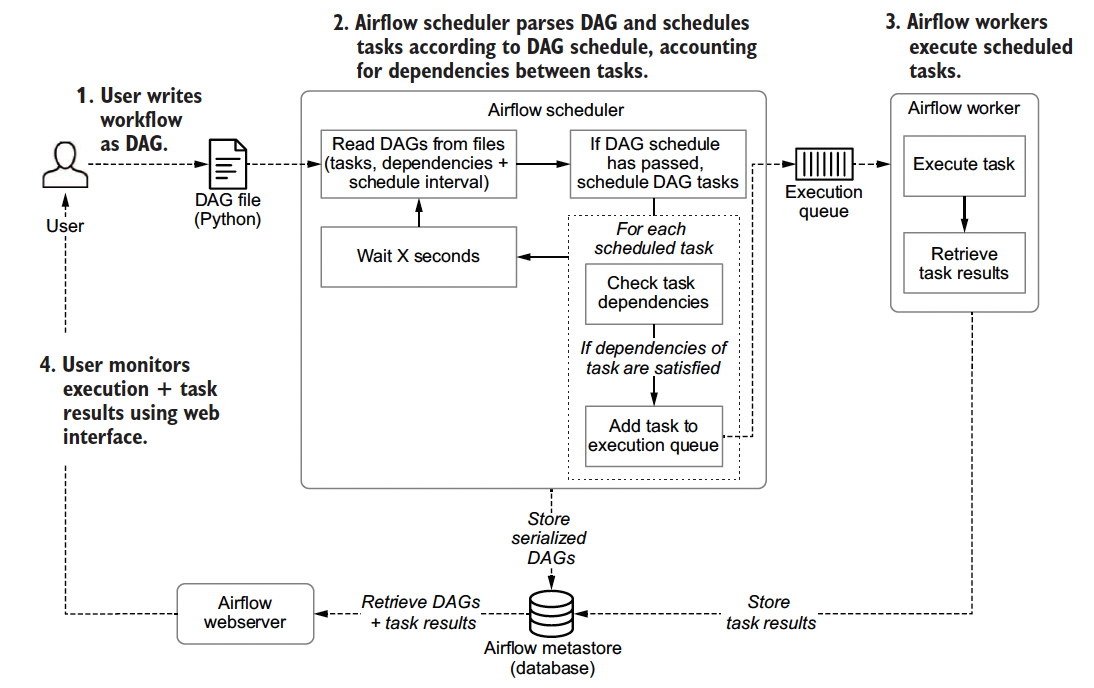 1. User writes
workflow
as DAG.
2. Airflow scheduler parses DAG and schedules
tasks according to DAG schedule, accounting
for dependencies between tasks.
3. Airflow workers
execute scheduled
tasks.
User
DAG file
(Python)
Airflow scheduler
Read DAGs from files
(tasks, dependencies +
schedule interval)
If DAG schedule
has passed,
schedule DAG tasks
Wait X seconds
For each
scheduled task
Check task
dependencies
If dependencies of
task are satisfied
Add task to
execution queue
Execution
queue
Airflow worker
Execute task
Retrieve
task results
4. User monitors
execution + task
results using web
interface.
Store
serialized
DAGs
Airflow
webserver
Retrieve DAGs
+ task results
Airflow metastore
(database)
Store
task results